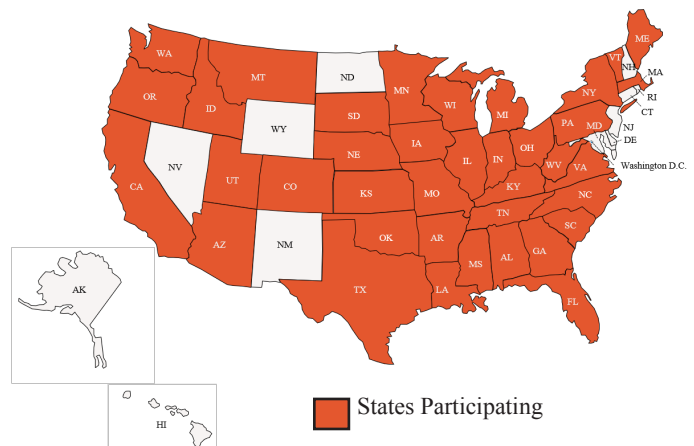 WA
ME
VT
NH
MT
ND
MN
MA
OR
ID
WI
NY
SD
MI
RI
WY
CT
PA
MD
NJ
IA
NE
OH
DE
NV
IL
IN
WV
VA
Washington D.C.
UT
CO
CA
KS
MO
KY
NC
TN
OK
AR
SC
AZ
NM
MS
AL
GA
TX
LA
FL
AK
HI
States Participating